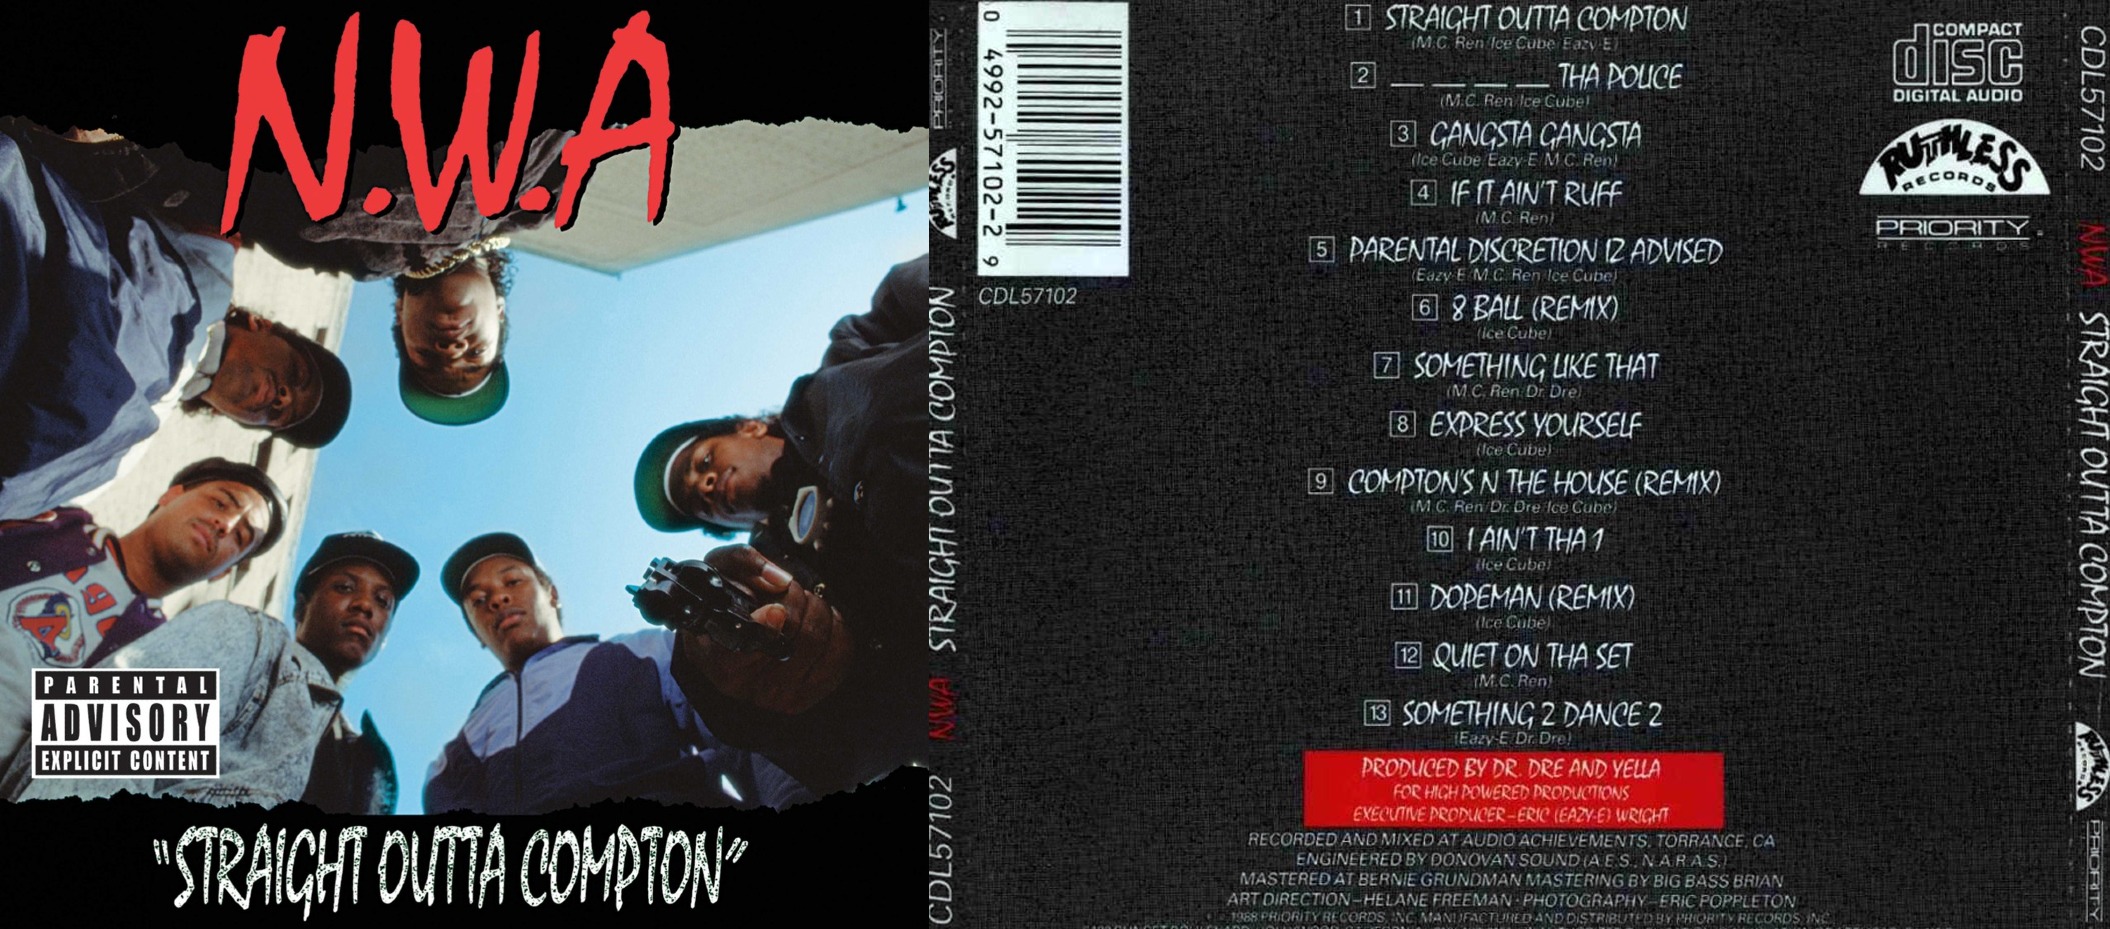 N.W.A
PARENTAL
ADVISORY
EXPLICIT CONTENT
"STRAIGHT OUTTA COMPTON"
PRIORITY
RUTHLESS
RECORDS
STRAIGHT OUTTA COMPTON
NWA
CDL57102
0 4992-57102-2 9
CDL57102
1 STRAIGHT OUTTA COMPTON
(M.C. Ren/Ice Cube/Eazy-E)
2 _ _ _ _ THA POLICE
(M.C. Ren/Ice Cube)
3 GANGSTA GANGSTA
(Ice Cube/Eazy-E/M.C. Ren)
4 IF IT AIN'T RUFF
(M.C. Ren)
5 PARENTAL DISCRETION IZ ADVISED
(Eazy-E/M.C. Ren/Ice Cube)
6 8 BALL (REMIX)
(Ice Cube)
7 SOMETHING LIKE THAT
(M.C. Ren/Dr. Dre)
8 EXPRESS YOURSELF
(Ice Cube)
9 COMPTON'S N THE HOUSE (REMIX)
(M.C. Ren/Dr. Dre/Ice Cube)
10 I AIN'T THA 1
(Ice Cube)
11 DOPEMAN (REMIX)
(Ice Cube)
12 QUIET ON THA SET
(M.C. Ren)
13 SOMETHING 2 DANCE 2
(Eazy-E/Dr. Dre)
PRODUCED BY DR. DRE AND YELLA
FOR HIGH POWERED PRODUCTIONS
EXECUTIVE PRODUCER–ERIC (EAZY-E) WRIGHT
RECORDED AND MIXED AT AUDIO ACHIEVEMENTS, TORRANCE, CA
ENGINEERED BY DONOVAN SOUND (A.E.S., N.A.R.A.S.)
MASTERED AT BERNIE GRUNDMAN MASTERING BY BIG BASS BRIAN
ART DIRECTION–HELANE FREEMAN · PHOTOGRAPHY–ERIC POPPLETON
1988 PRIORITY RECORDS, INC. MANUFACTURED AND DISTRIBUTED BY PRIORITY RECORDS, INC.
COMPACT
disc
DIGITAL AUDIO
RUTHLESS
RECORDS
PRIORITY
RECORDS
CDL57102
NWA
STRAIGHT OUTTA COMPTON
RUTHLESS
RECORDS
PRIORITY